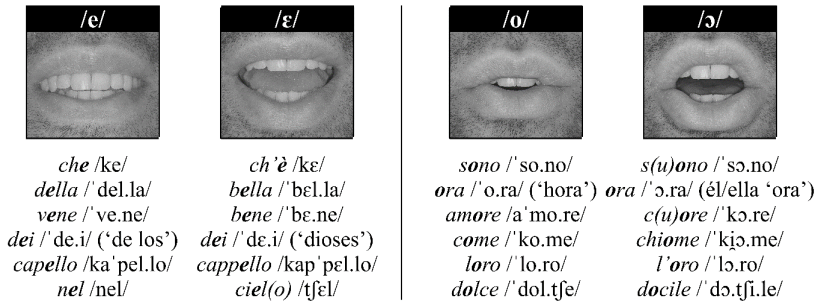 /e/ /ɛ/ /o/ /ɔ/
che /ke/ ch'è /kɛ/ sono /ˈso.no/ s(u)ono /ˈsɔ.no/
della /ˈdel.la/ bella /ˈbɛl.la/ ora /ˈo.ra/ (‘hora’) ora /ˈɔ.ra/ (él/ella ‘ora’)
vene /ˈve.ne/ bene /ˈbɛ.ne/ amore /aˈmo.re/ c(u)ore /ˈkɔ.re/
dei /ˈde.i/ (‘de los’) dei /ˈdɛ.i/ (‘dioses’) come /ˈko.me/ chiome /ˈki̯ɔ.me/
capello /kaˈpel.lo/ cappello /kapˈpɛl.lo/ loro /ˈlo.ro/ l’oro /ˈlɔ.ro/
nel /nel/ ciel(o) /tʃɛl/ dolce /ˈdol.tʃe/ docile /ˈdɔ.tʃi.le/